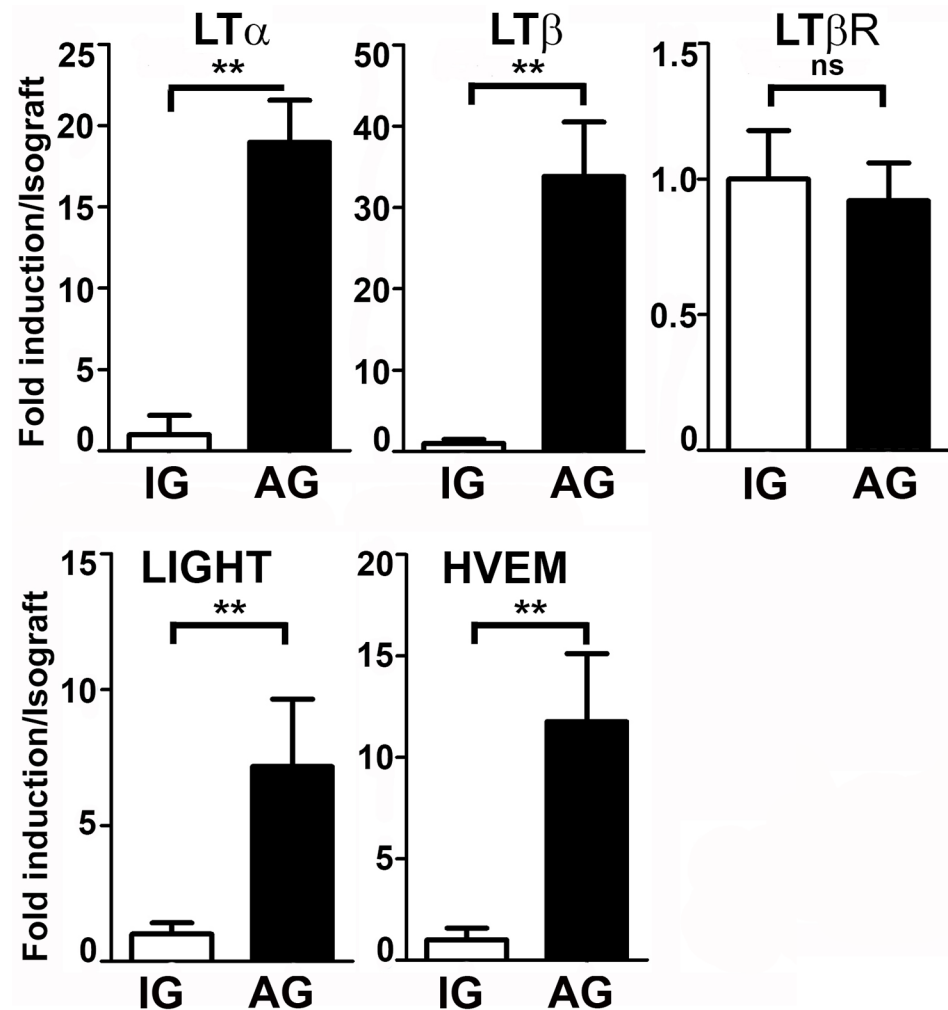 LTα
Fold induction/Isograft
25
20
15
10
5
0
**
IG AG
LTβ
50
40
30
20
10
0
**
IG AG
LTβR
1.5
1.0
0.5
0
ns
IG AG
LIGHT
Fold induction/Isograft
15
10
5
0
**
IG AG
HVEM
20
15
10
5
0
**
IG AG